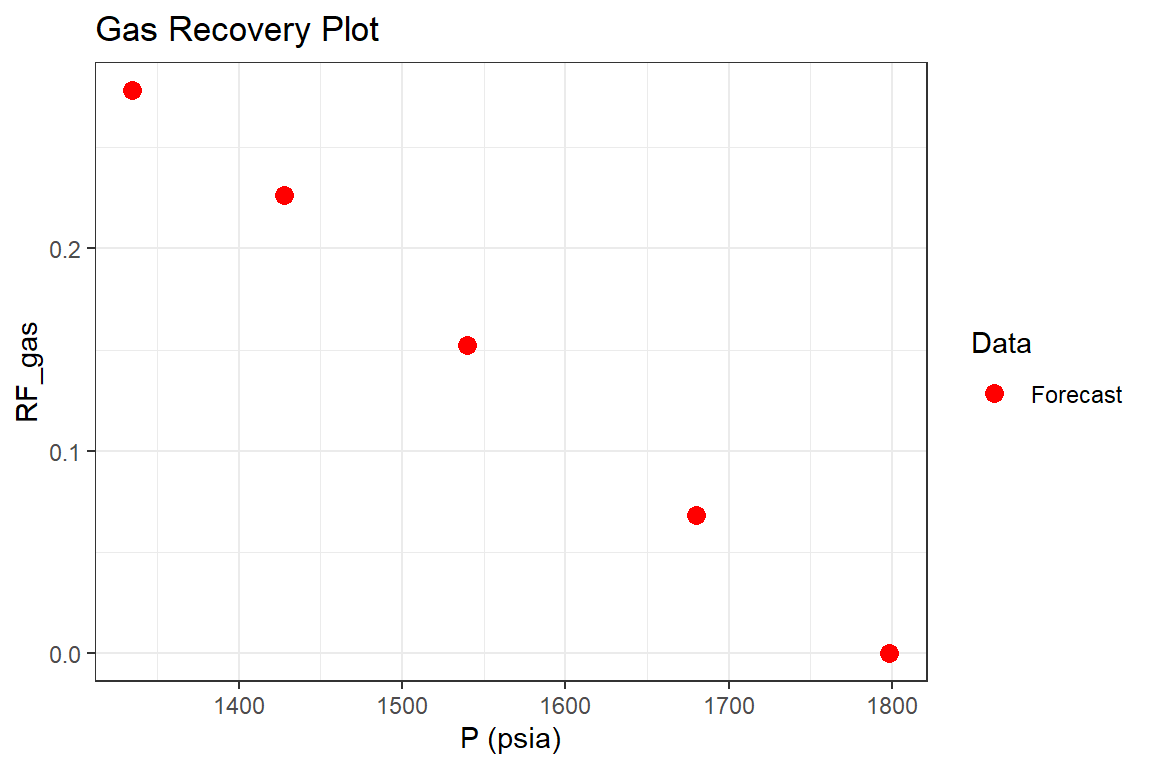 Gas Recovery Plot
0.2
0.1
0.0
RF_gas
1400 1500 1600 1700 1800
P (psia)
Data
Forecast